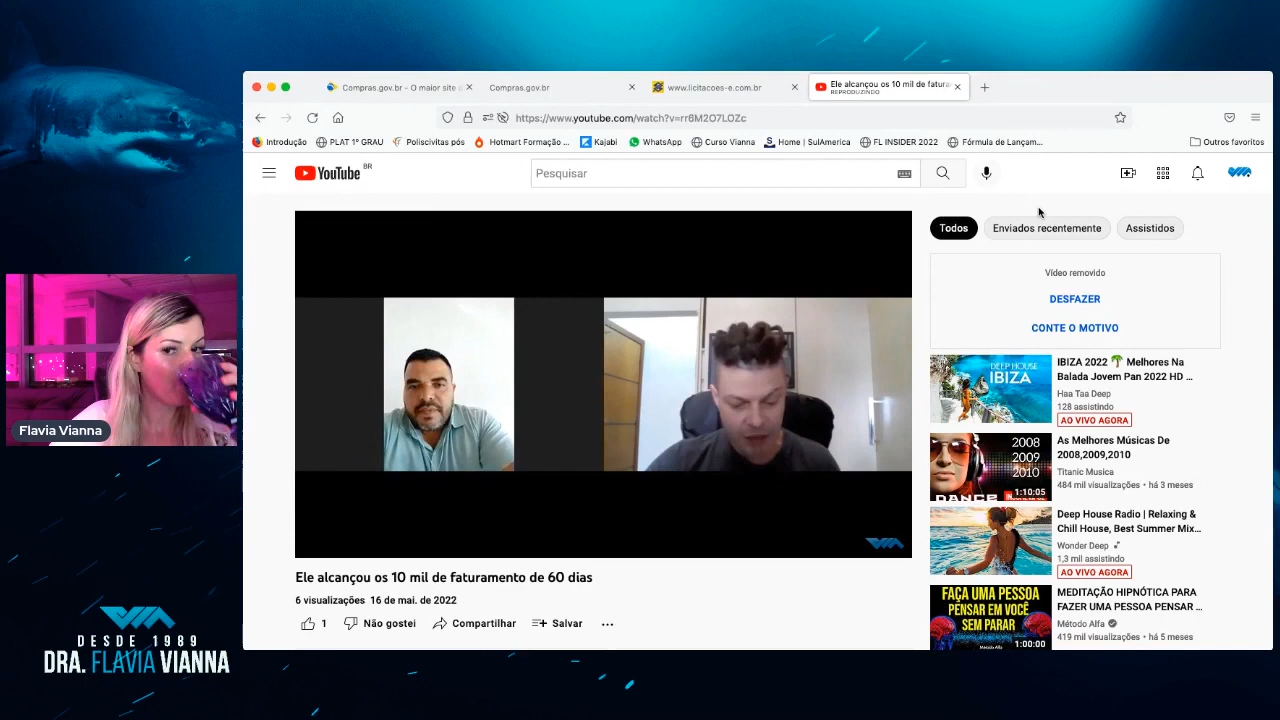 Compras.gov.br - O maior site d
Compras.gov.br
www.licitacoes-e.com.br
Ele alcançou os 10 mil de fatura
REPRODUZINDO
https://www.youtube.com/watch?v=rr6M2O7LOZc
Introdução
PLAT 1º GRAU
Poliscivitas pós
Hotmart Formação ...
Kajabi
WhatsApp
Curso Vianna
Home | SulAmerica
FL INSIDER 2022
Fórmula de Lançam...
Outros favoritos
YouTube BR
Pesquisar
Todos
Enviados recentemente
Assistidos
Vídeo removido
DESFAZER
CONTE O MOTIVO
DEEP HOUSE
IBIZA
IBIZA 2022 🌴 Melhores Na
Balada Jovem Pan 2022 HD ...
Haa Taa Deep
128 assistindo
AO VIVO AGORA
2008
2009
2010
DANCE
1:10:05
As Melhores Músicas De
2008,2009,2010
Titanic Musica
484 mil visualizações • há 3 meses
Deep House Radio | Relaxing &
Chill House, Best Summer Mix...
Wonder Deep
1,3 mil assistindo
AO VIVO AGORA
FAÇA UMA PESSOA
PENSAR EM VOCÊ
SEM PARAR
Método Alfa
1:00:00
MEDITAÇÃO HIPNÓTICA PARA
FAZER UMA PESSOA PENSAR ...
Método Alfa
419 mil visualizações • há 5 meses
Ele alcançou os 10 mil de faturamento de 60 dias
6 visualizações 16 de mai. de 2022
1
Não gostei
Compartilhar
Salvar
Flavia Vianna
DESDE 1989
DRA. FLAVIA VIANNA